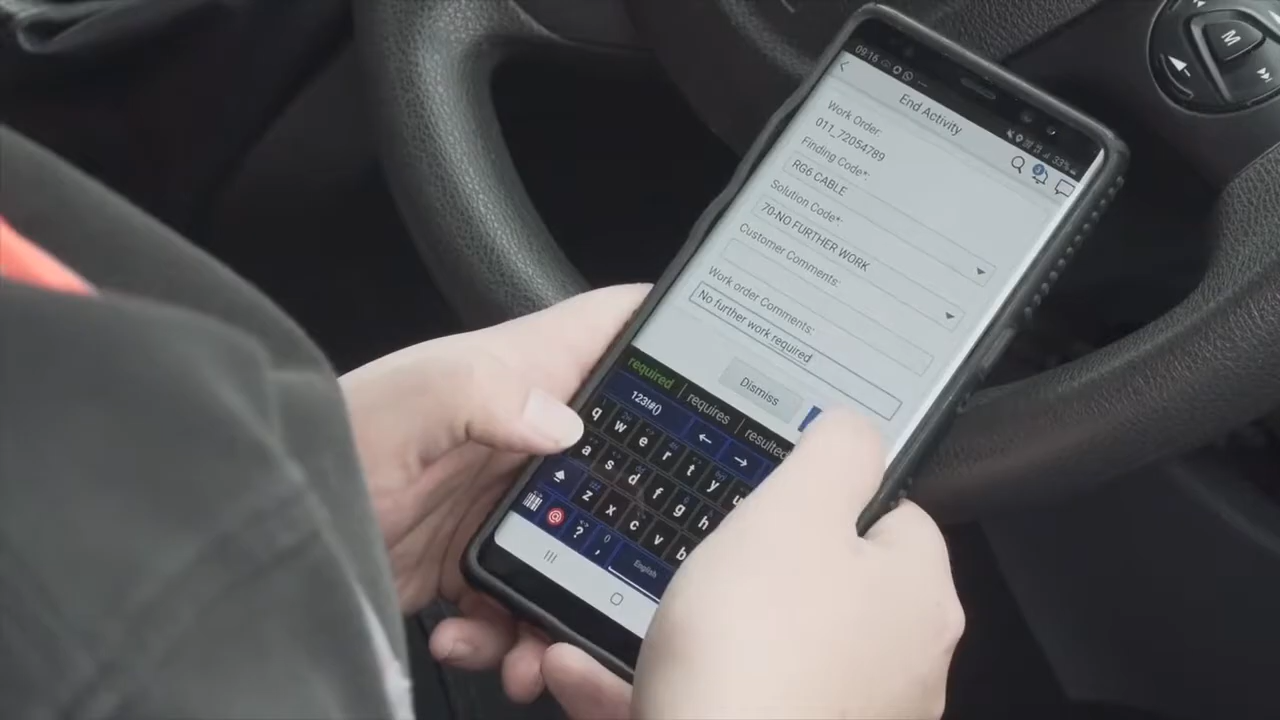 09:16
33%
End Activity
Work Order:
011_72054789
Finding Code*:
RG6 CABLE
Solution Code*:
70-NO FURTHER WORK
Customer Comments:
Work order Comments:
No further work required
Dismiss
required | requires | resulted
123!#()
q w e r t y u
a s d f g h
z x c v b
@ ? , English
M